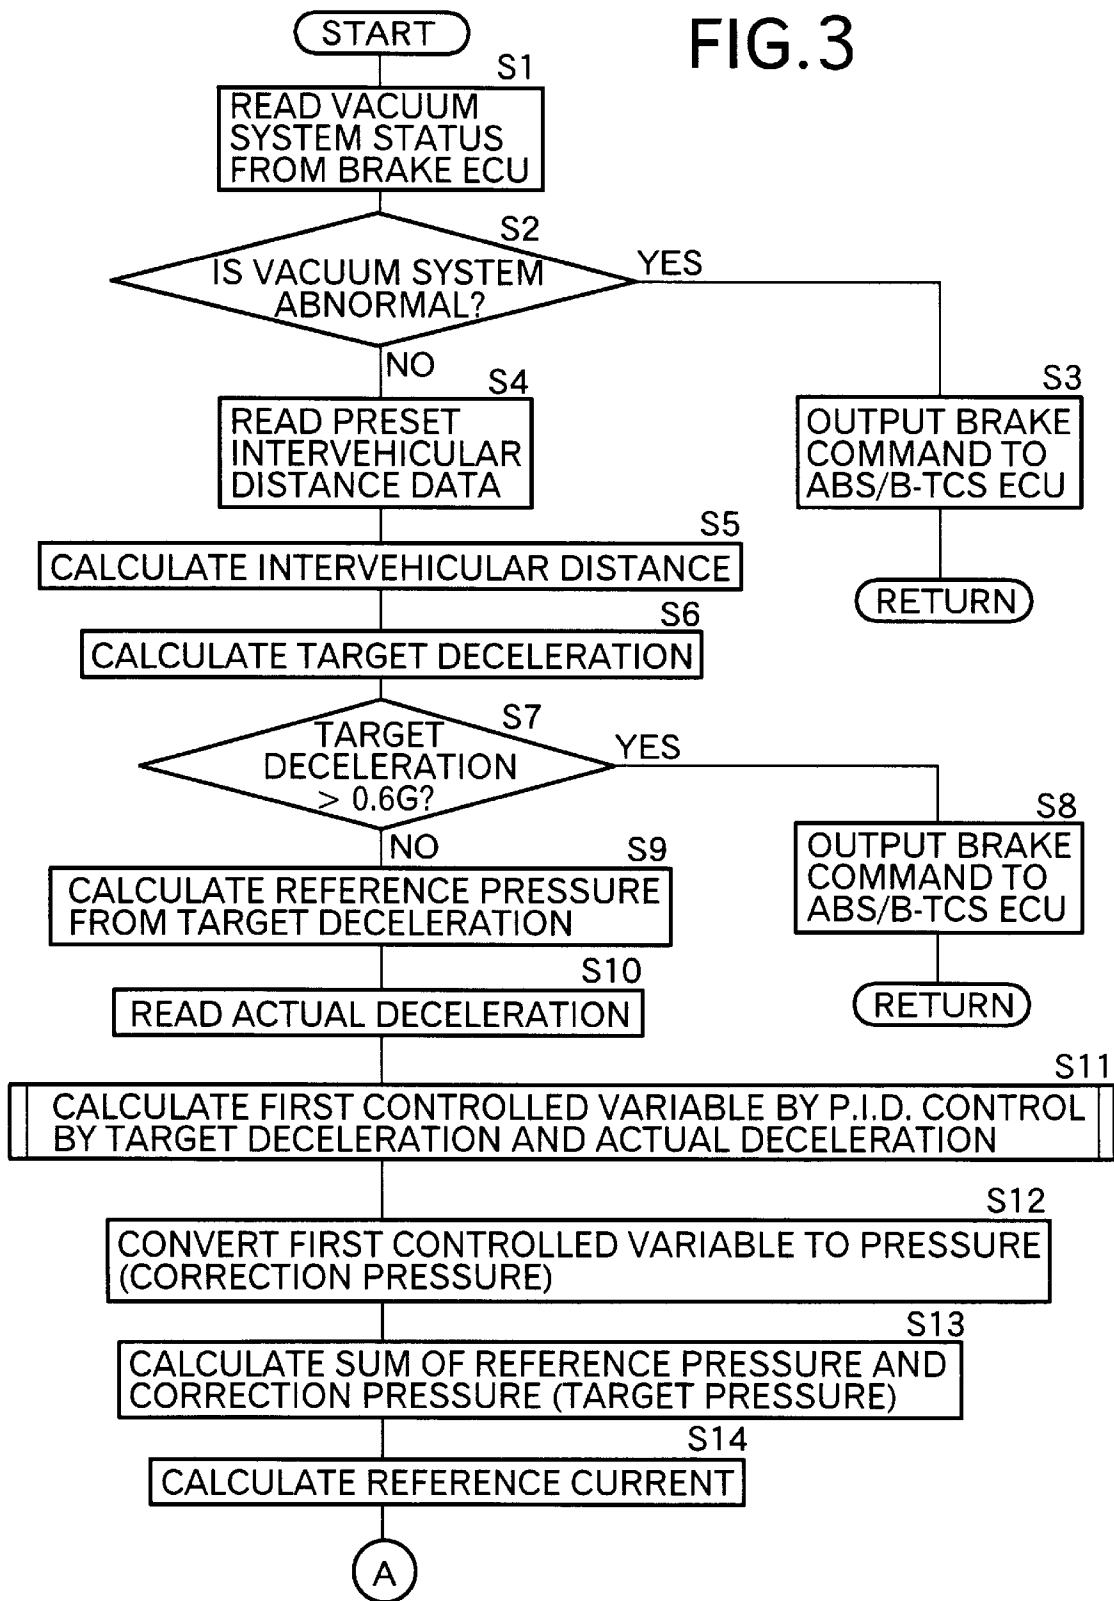 START
FIG.3
S1
READ VACUUM
SYSTEM STATUS
FROM BRAKE ECU
S2
IS VACUUM SYSTEM
ABNORMAL?
YES
NO
S4
READ PRESET
INTERVEHICULAR
DISTANCE DATA
S3
OUTPUT BRAKE
COMMAND TO
ABS/B-TCS ECU
RETURN
S5
CALCULATE INTERVEHICULAR DISTANCE
S6
CALCULATE TARGET DECELERATION
S7
TARGET
DECELERATION
> 0.6G?
YES
NO
S8
OUTPUT BRAKE
COMMAND TO
ABS/B-TCS ECU
RETURN
S9
CALCULATE REFERENCE PRESSURE
FROM TARGET DECELERATION
S10
READ ACTUAL DECELERATION
S11
CALCULATE FIRST CONTROLLED VARIABLE BY P.I.D. CONTROL
BY TARGET DECELERATION AND ACTUAL DECELERATION
S12
CONVERT FIRST CONTROLLED VARIABLE TO PRESSURE
(CORRECTION PRESSURE)
S13
CALCULATE SUM OF REFERENCE PRESSURE AND
CORRECTION PRESSURE (TARGET PRESSURE)
S14
CALCULATE REFERENCE CURRENT
A